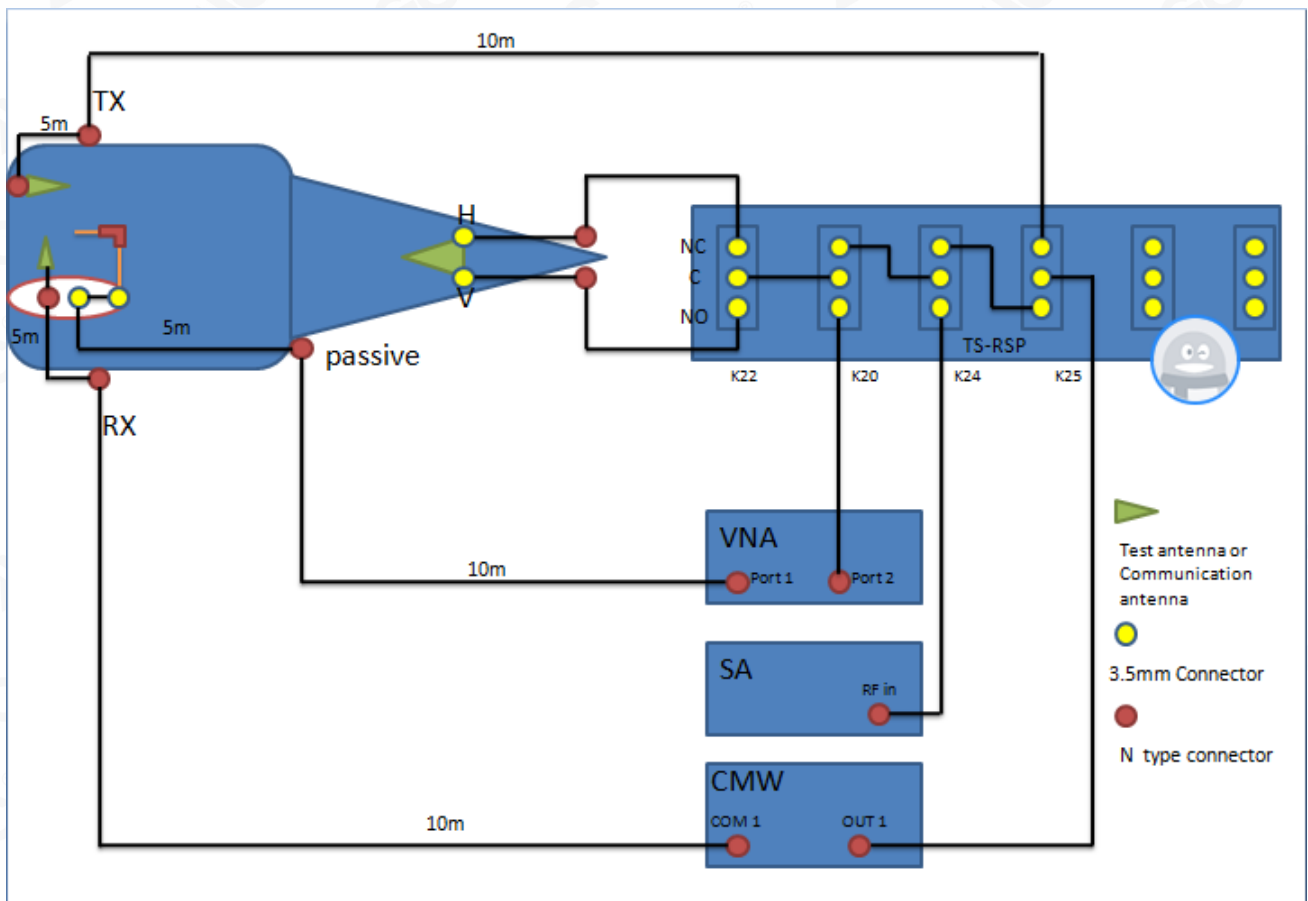 10m
TX
5m
H
NC
C
V
NO
5m
5m
TS-RSP
passive
K22
K20
K24
K25
RX
VNA
Port 1
Port 2
10m
Test antenna or
Communication
antenna
SA
3.5mm Connector
RF in
N type connector
CMW
COM 1
OUT 1
10m